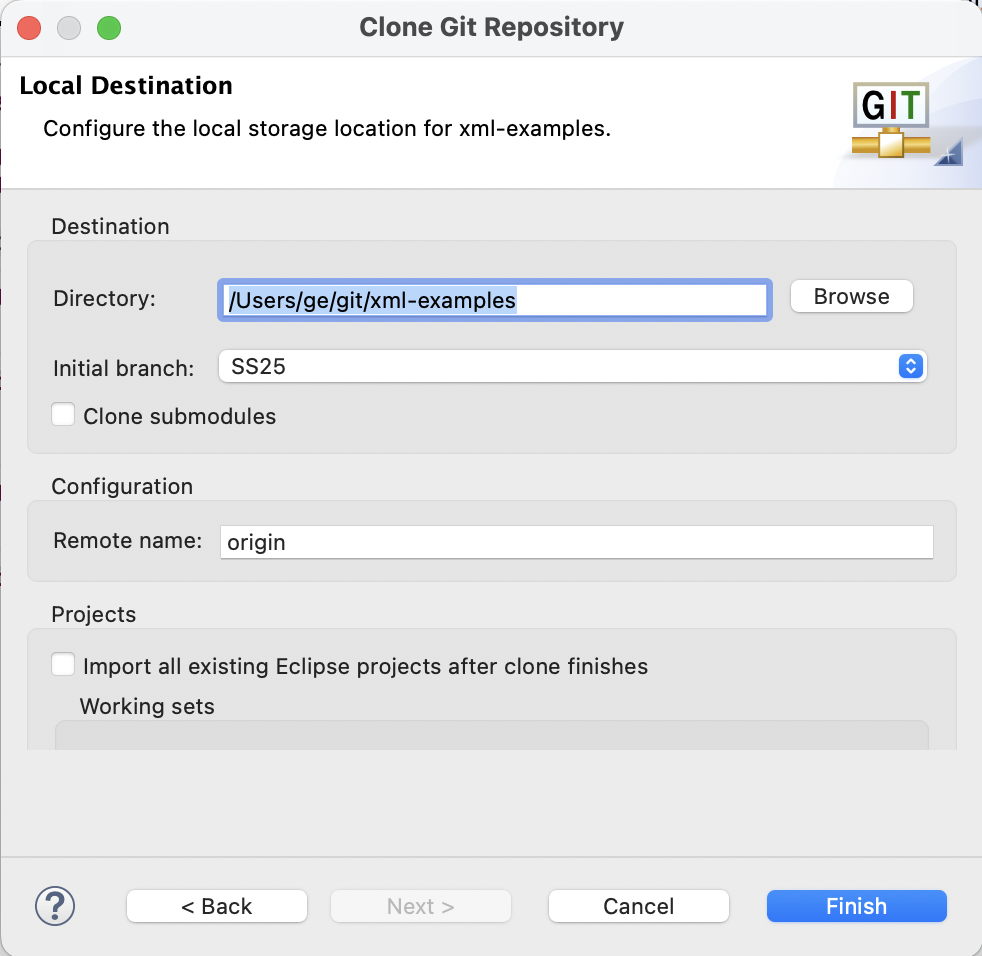 Clone Git Repository
Local Destination
Configure the local storage location for xml-examples.
GIT
Destination
Directory: /Users/ge/git/xml-examples Browse
Initial branch: SS25
Clone submodules
Configuration
Remote name: origin
Projects
Import all existing Eclipse projects after clone finishes
Working sets
? < Back Next > Cancel Finish